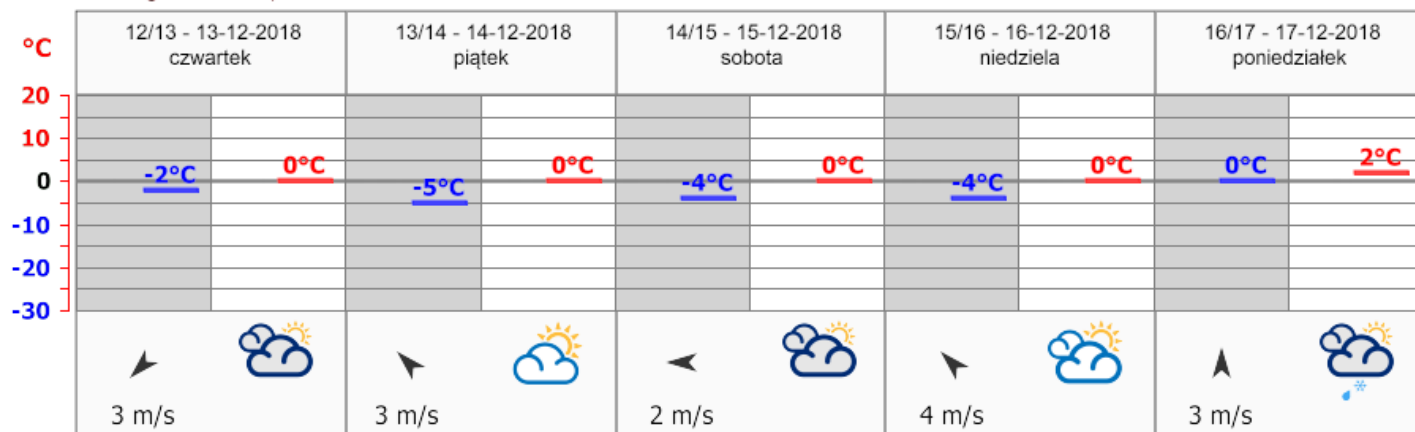 12/13 - 13-12-2018
czwartek
13/14 - 14-12-2018
piątek
14/15 - 15-12-2018
sobota
15/16 - 16-12-2018
niedziela
16/17 - 17-12-2018
poniedziałek
°C
20
10
0
-10
-20
-30
-2°C
0°C
-5°C
0°C
-4°C
0°C
-4°C
0°C
0°C
2°C
3 m/s
3 m/s
2 m/s
4 m/s
3 m/s